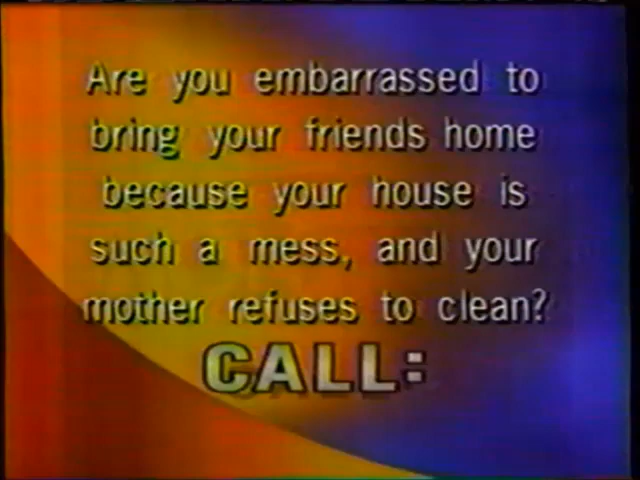 Are you embarrassed to
bring your friends home
because your house is
such a mess, and your
mother refuses to clean?
CALL: